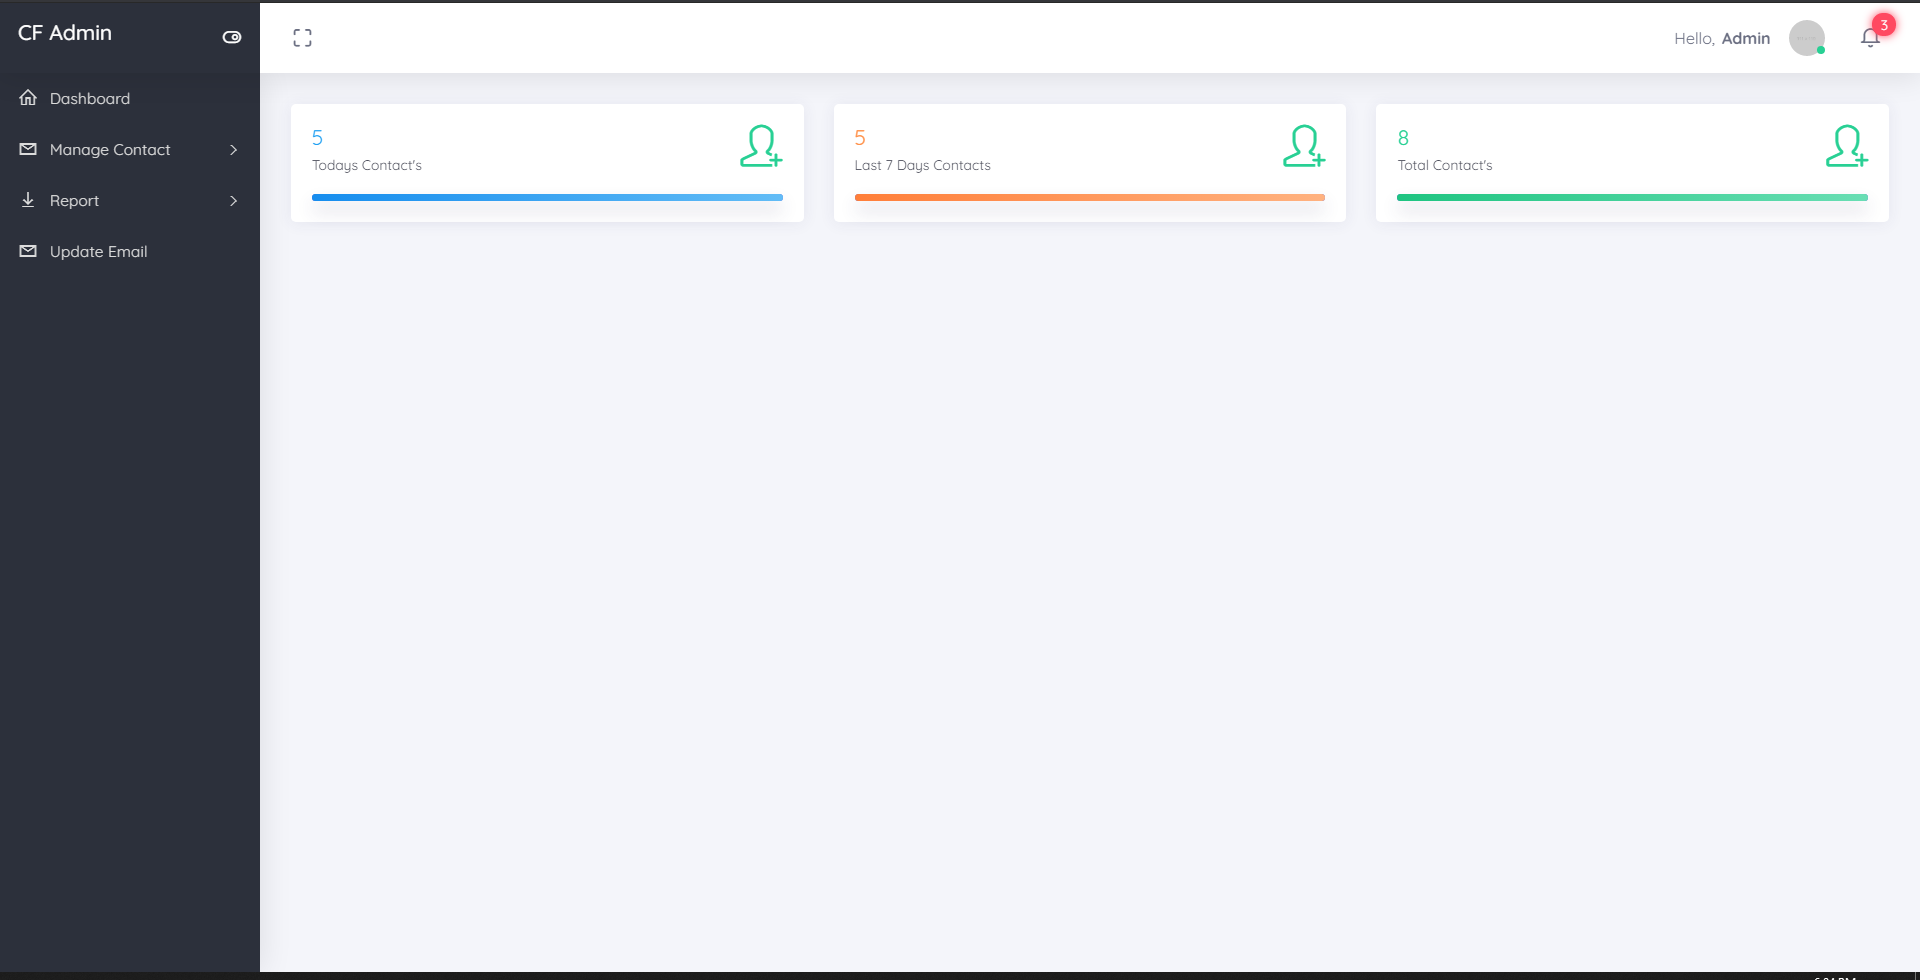 CF Admin
Hello, Admin
3
Dashboard
Manage Contact
Report
Update Email
5
Todays Contact's
5
Last 7 Days Contacts
8
Total Contact's